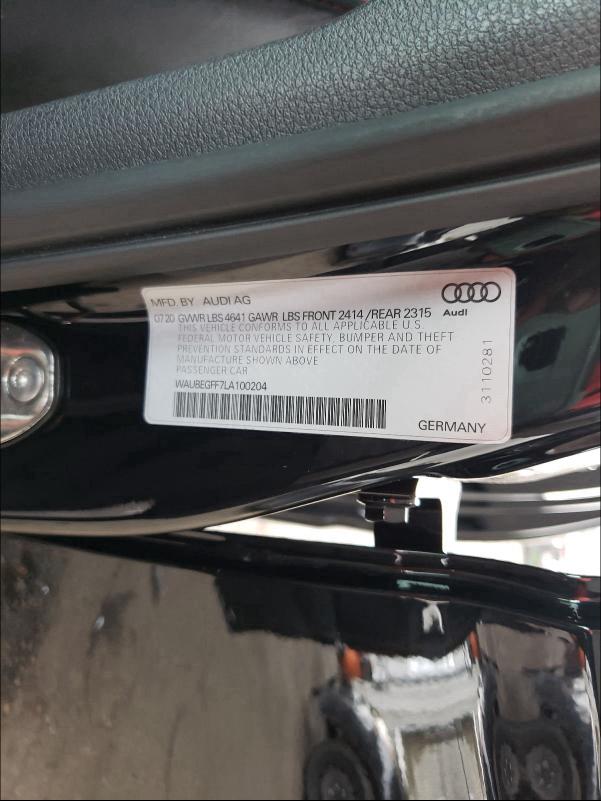 MFD. BY AUDI AG
07 20 GVWR LBS 4641 GAWR LBS FRONT 2414 / REAR 2315
Audi
THIS VEHICLE CONFORMS TO ALL APPLICABLE U.S.
FEDERAL MOTOR VEHICLE SAFETY, BUMPER AND THEFT
PREVENTION STANDARDS IN EFFECT ON THE DATE OF
MANUFACTURE SHOWN ABOVE
PASSENGER CAR
WAUBEGFF7LA100204
3110281
GERMANY